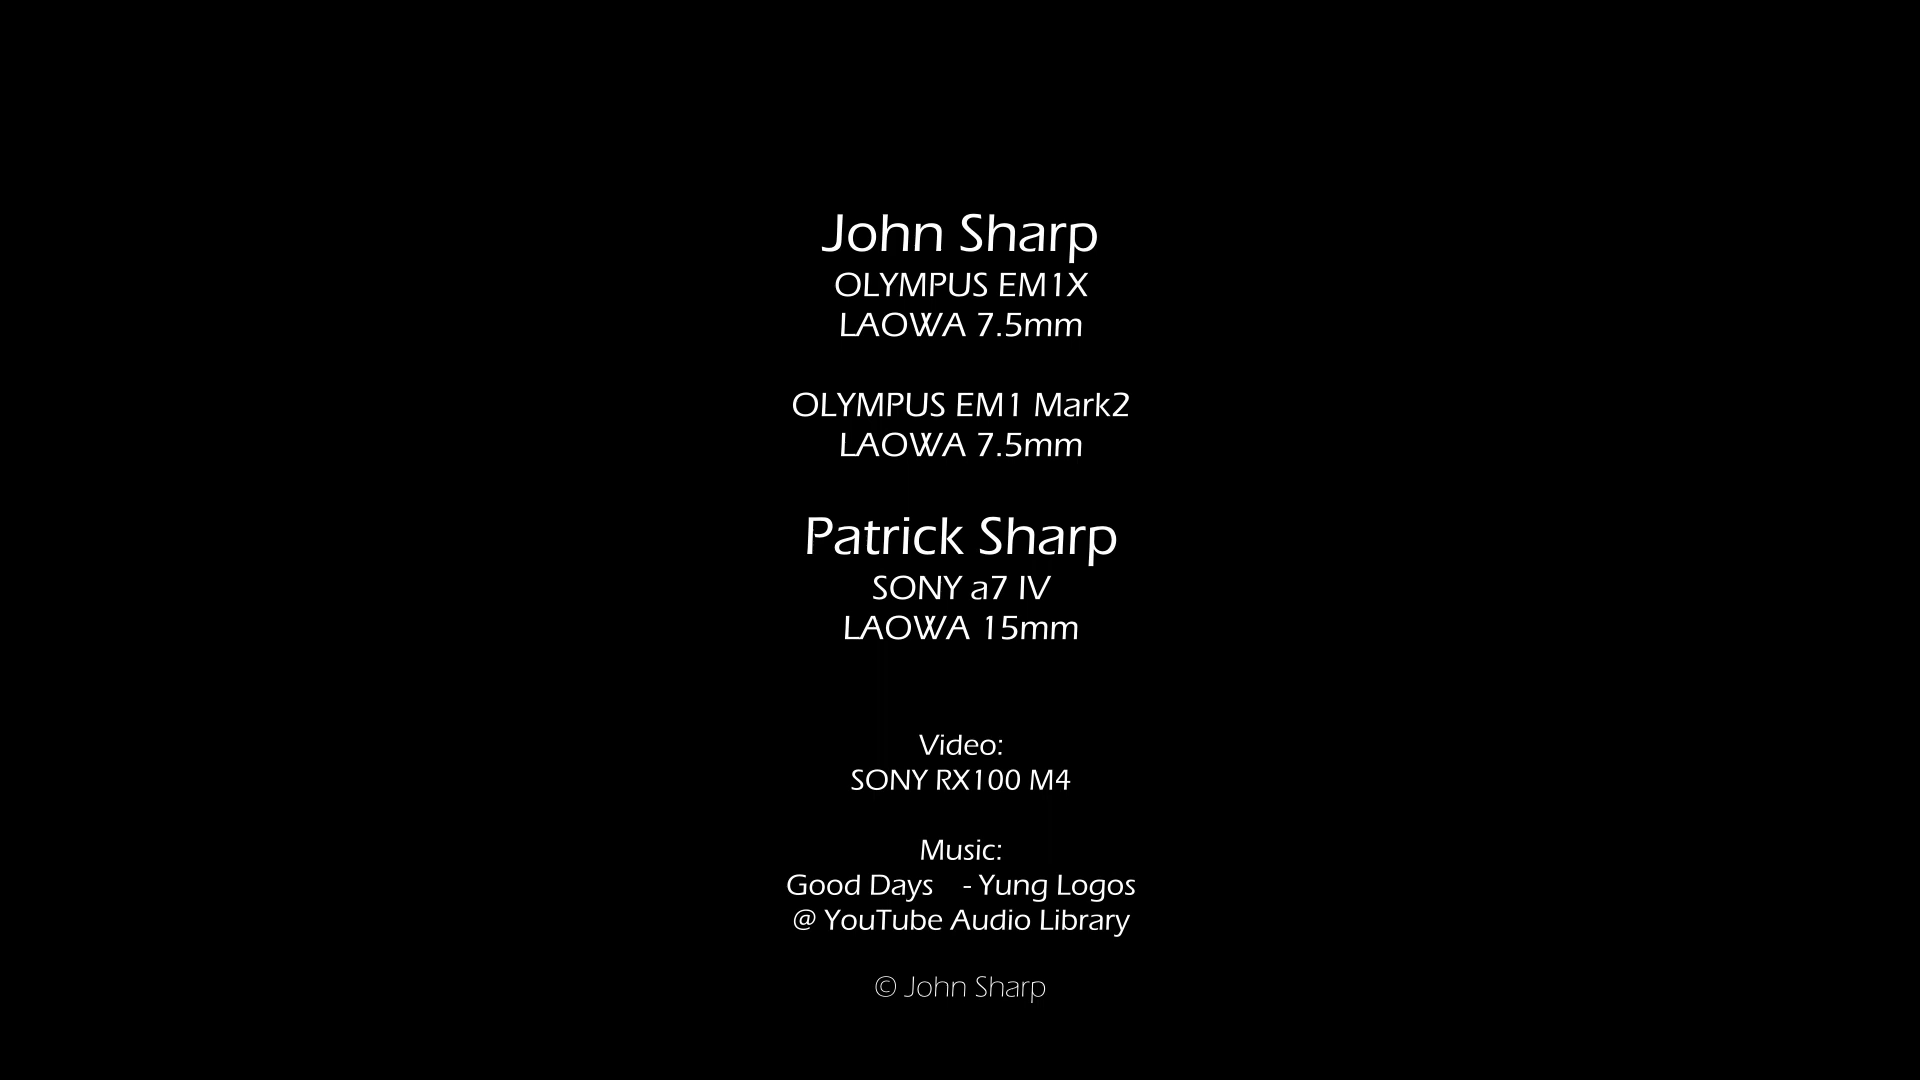 John Sharp
OLYMPUS EM1X
LAOWA 7.5mm
OLYMPUS EM1 Mark2
LAOWA 7.5mm
Patrick Sharp
SONY a7 IV
LAOWA 15mm
Video:
SONY RX100 M4
Music:
Good Days - Yung Logos
@ YouTube Audio Library
© John Sharp